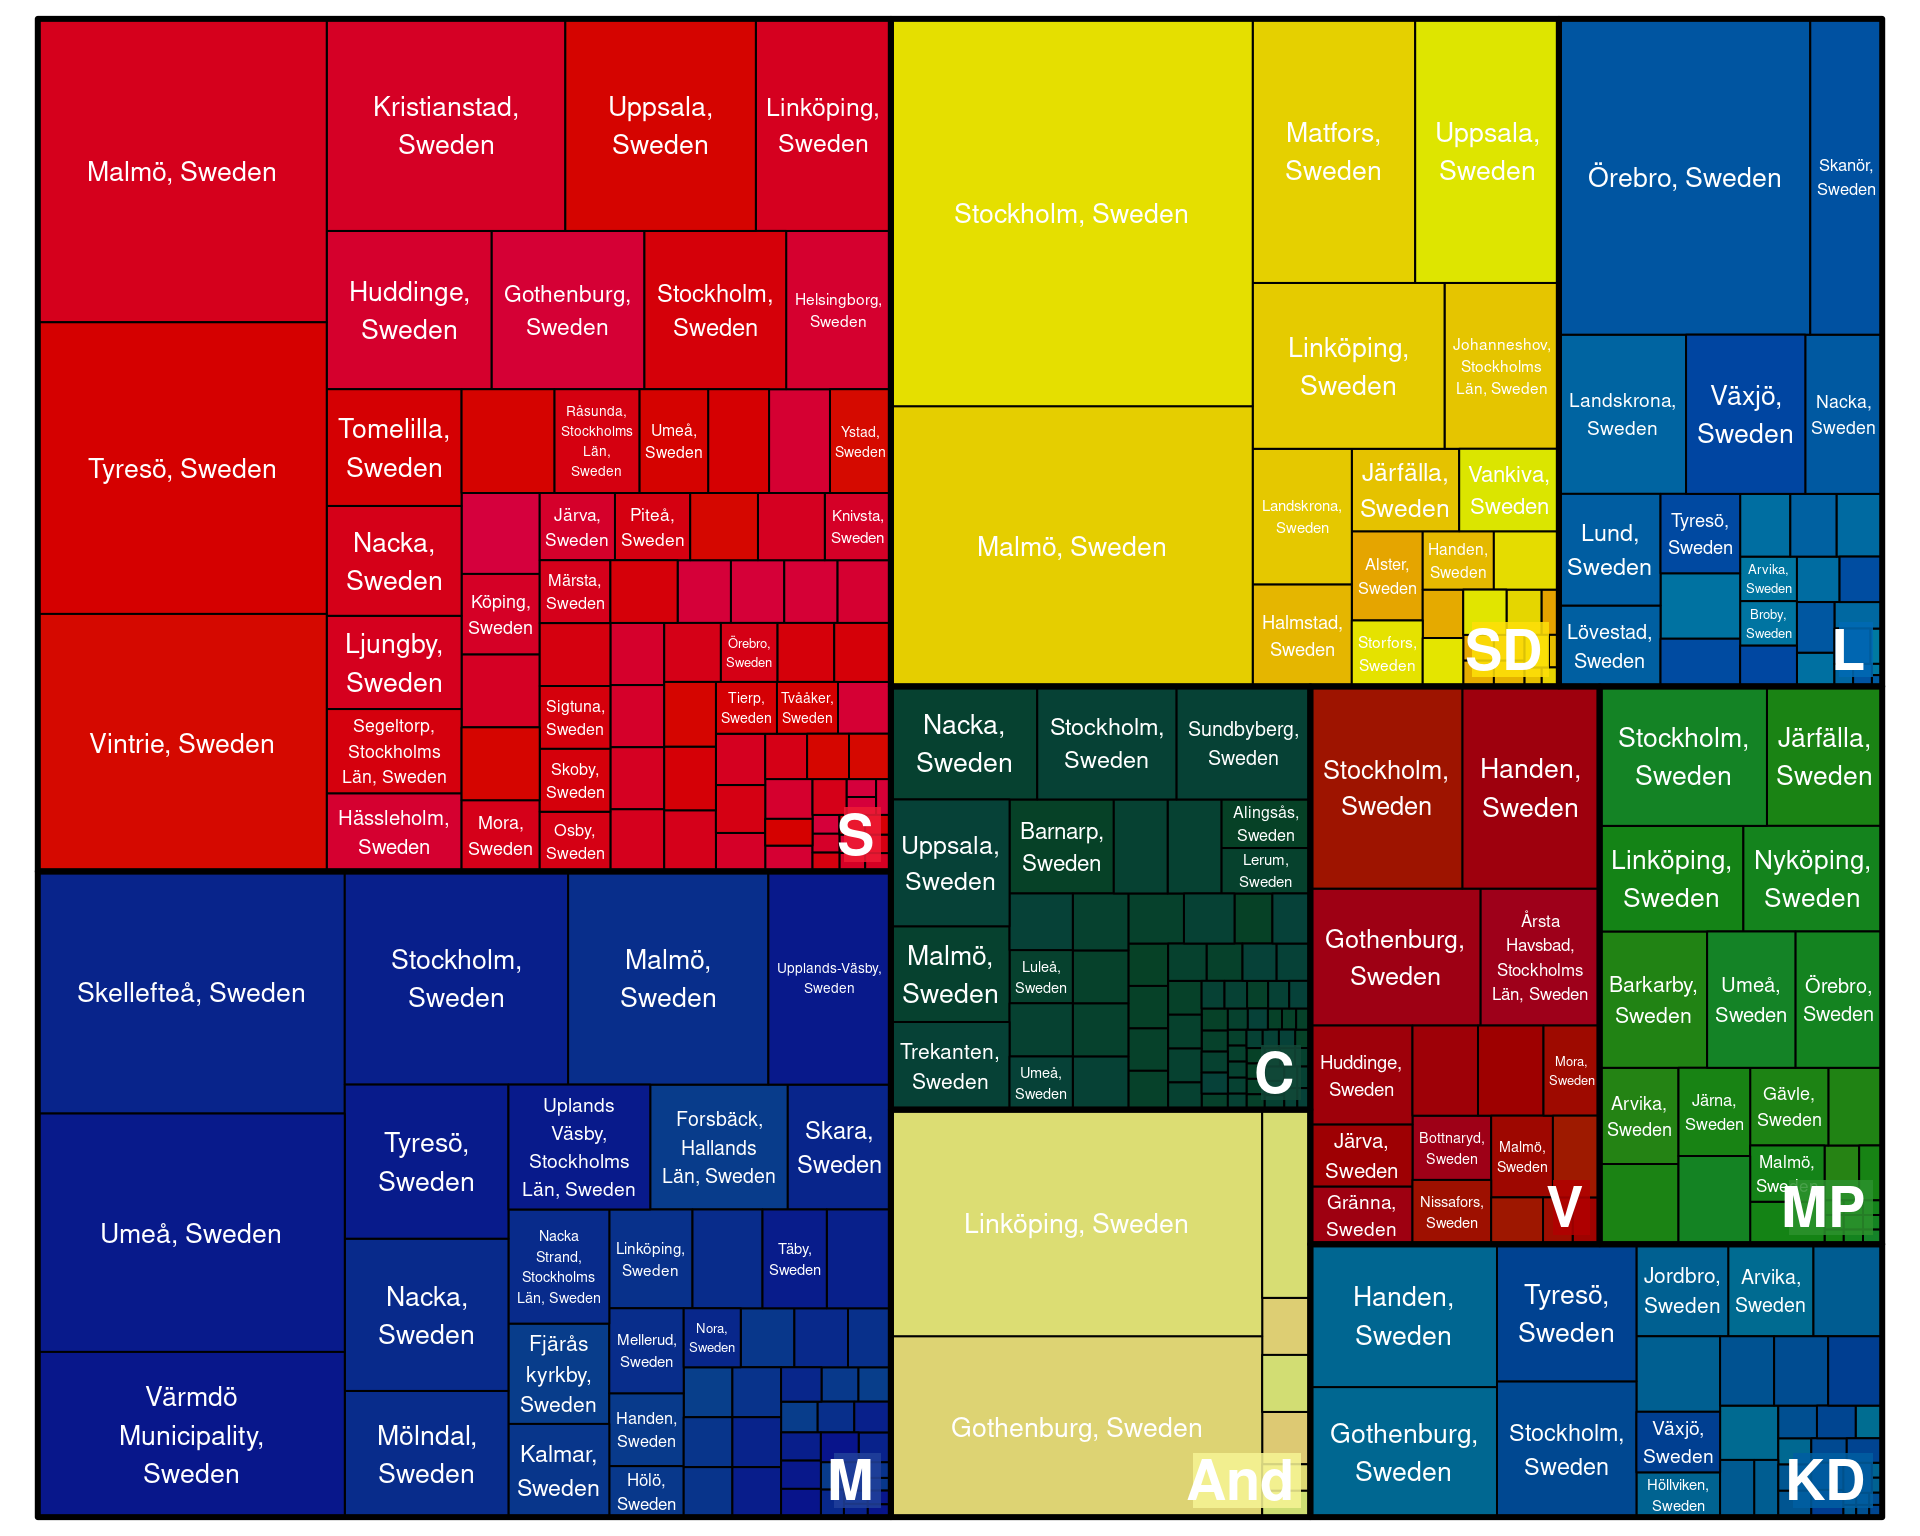 Malmö, Sweden
Tyresö, Sweden
Vintrie, Sweden
Kristianstad,
Sweden
Uppsala,
Sweden
Linköping,
Sweden
Huddinge,
Sweden
Gothenburg,
Sweden
Stockholm,
Sweden
Helsingborg,
Sweden
Tomelilla,
Sweden
Nacka,
Sweden
Ljungby,
Sweden
Segeltorp,
Stockholms
Län, Sweden
Hässleholm,
Sweden
Råsunda,
Stockholms
Län,
Sweden
Umeå,
Sweden
Ystad,
Sweden
Köping,
Sweden
Mora,
Sweden
Järva,
Sweden
Piteå,
Sweden
Knivsta,
Sweden
Märsta,
Sweden
Sigtuna,
Sweden
Skoby,
Sweden
Osby,
Sweden
Örebro,
Sweden
Tierp,
Sweden
Tvååker,
Sweden
S
Stockholm, Sweden
Malmö, Sweden
Matfors,
Sweden
Uppsala,
Sweden
Linköping,
Sweden
Johanneshov,
Stockholms
Län, Sweden
Landskrona,
Sweden
Halmstad,
Sweden
Järfälla,
Sweden
Vankiva,
Sweden
Alster,
Sweden
Handen,
Sweden
Storfors,
Sweden
SD
Örebro, Sweden
Skanör,
Sweden
Landskrona,
Sweden
Växjö,
Sweden
Nacka,
Sweden
Lund,
Sweden
Lövestad,
Sweden
Tyresö,
Sweden
Arvika,
Sweden
Broby,
Sweden
L
Skellefteå, Sweden
Umeå, Sweden
Värmdö
Municipality,
Sweden
Stockholm,
Sweden
Malmö,
Sweden
Upplands-Väsby,
Sweden
Tyresö,
Sweden
Nacka,
Sweden
Mölndal,
Sweden
Uplands
Väsby,
Stockholms
Län, Sweden
Forsbäck,
Hallands
Län, Sweden
Skara,
Sweden
Nacka
Strand,
Stockholms
Län, Sweden
Fjärås
kyrkby,
Sweden
Kalmar,
Sweden
Linköping,
Sweden
Täby,
Sweden
Mellerud,
Sweden
Handen,
Sweden
Hölö,
Sweden
Nora,
Sweden
M
Nacka,
Sweden
Stockholm,
Sweden
Sundbyberg,
Sweden
Uppsala,
Sweden
Malmö,
Sweden
Trekanten,
Sweden
Barnarp,
Sweden
Alingsås,
Sweden
Lerum,
Sweden
Luleå,
Sweden
Umeå,
Sweden
C
Linköping, Sweden
Gothenburg, Sweden
And
Stockholm,
Sweden
Handen,
Sweden
Gothenburg,
Sweden
Årsta
Havsbad,
Stockholms
Län, Sweden
Huddinge,
Sweden
Järva,
Sweden
Gränna,
Sweden
Mora,
Sweden
Bottnaryd,
Sweden
Malmö,
Sweden
Nissafors,
Sweden
V
Stockholm,
Sweden
Järfälla,
Sweden
Linköping,
Sweden
Nyköping,
Sweden
Barkarby,
Sweden
Umeå,
Sweden
Örebro,
Sweden
Arvika,
Sweden
Järna,
Sweden
Gävle,
Sweden
Malmö,
Sweden
MP
Handen,
Sweden
Gothenburg,
Sweden
Tyresö,
Sweden
Stockholm,
Sweden
Jordbro,
Sweden
Arvika,
Sweden
Växjö,
Sweden
Höllviken,
Sweden
KD